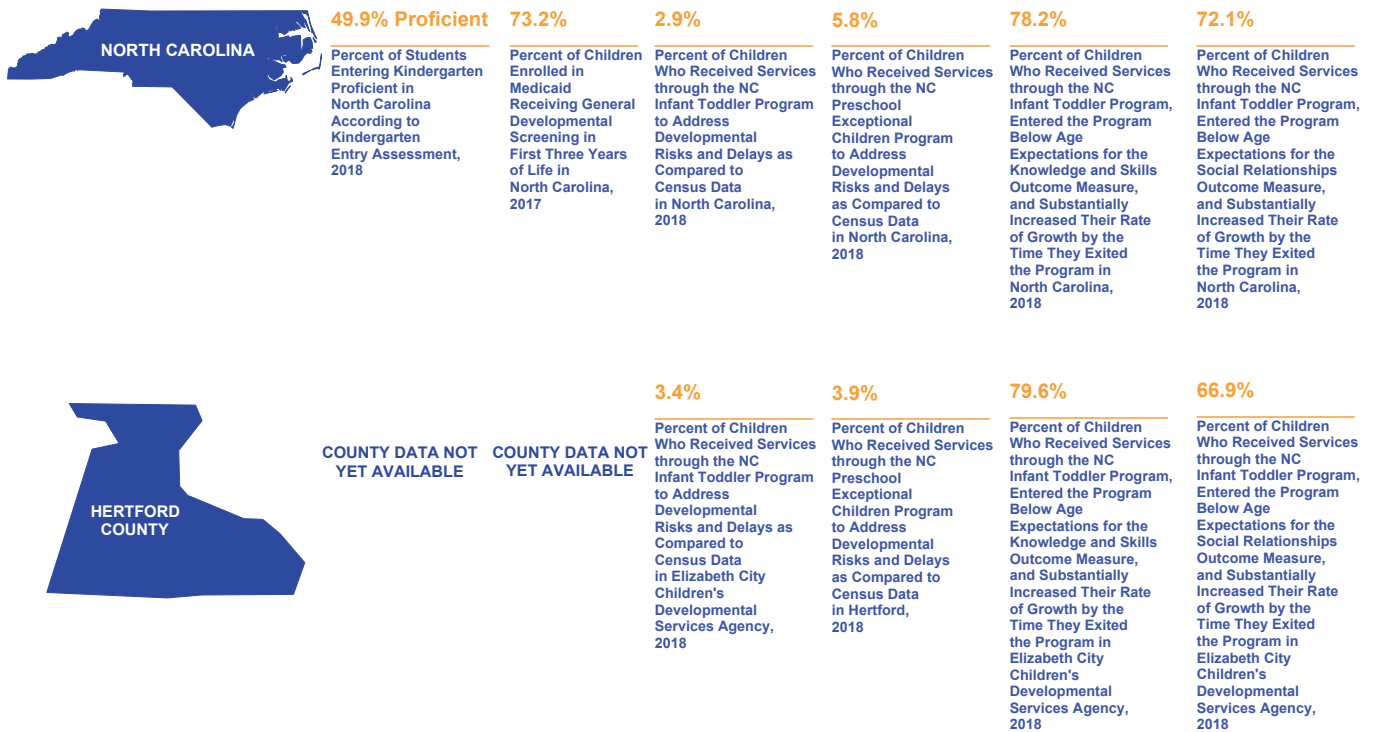 NORTH CAROLINA
49.9% Proficient
Percent of Students
Entering Kindergarten
Proficient in
North Carolina
According to
Kindergarten
Entry Assessment,
2018
73.2%
Percent of Children
Enrolled in
Medicaid
Receiving General
Developmental
Screening in
First Three Years
of Life in
North Carolina,
2017
2.9%
Percent of Children
Who Received Services
through the NC
Infant Toddler Program
to Address
Developmental
Risks and Delays as
Compared to
Census Data
in North Carolina,
2018
5.8%
Percent of Children
Who Received Services
through the NC
Preschool
Exceptional
Children Program
to Address
Developmental
Risks and Delays
as Compared to
Census Data
in North Carolina,
2018
78.2%
Percent of Children
Who Received Services
through the NC
Infant Toddler Program,
Entered the Program
Below Age
Expectations for the
Knowledge and Skills
Outcome Measure,
and Substantially
Increased Their Rate
of Growth by the
Time They Exited
the Program in
North Carolina,
2018
72.1%
Percent of Children
Who Received Services
through the NC
Infant Toddler Program,
Entered the Program
Below Age
Expectations for the
Social Relationships
Outcome Measure,
and Substantially
Increased Their Rate
of Growth by the
Time They Exited
the Program in
North Carolina,
2018
HERTFORD
COUNTY
COUNTY DATA NOT
YET AVAILABLE
COUNTY DATA NOT
YET AVAILABLE
3.4%
Percent of Children
Who Received Services
through the NC
Infant Toddler Program
to Address
Developmental
Risks and Delays as
Compared to
Census Data
in Elizabeth City
Children's
Developmental
Services Agency,
2018
3.9%
Percent of Children
Who Received Services
through the NC
Preschool
Exceptional
Children Program
to Address
Developmental
Risks and Delays
as Compared to
Census Data
in Hertford,
2018
79.6%
Percent of Children
Who Received Services
through the NC
Infant Toddler Program,
Entered the Program
Below Age
Expectations for the
Knowledge and Skills
Outcome Measure,
and Substantially
Increased Their Rate
of Growth by the
Time They Exited
the Program in
Elizabeth City
Children's
Developmental
Services Agency,
2018
66.9%
Percent of Children
Who Received Services
through the NC
Infant Toddler Program,
Entered the Program
Below Age
Expectations for the
Social Relationships
Outcome Measure,
and Substantially
Increased Their Rate
of Growth by the
Time They Exited
the Program in
Elizabeth City
Children's
Developmental
Services Agency,
2018